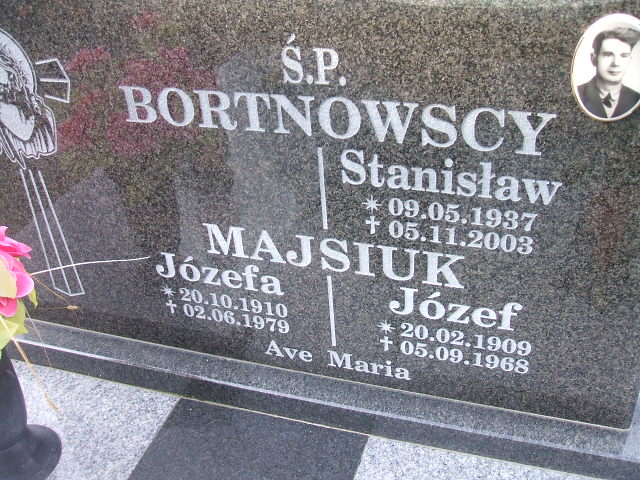 Ś.P.
BORTNOWSCY
Stanisław
* 09.05.1937
† 05.11.2003
MAJSIUK
Józefa
* 20.10.1910
† 02.06.1979
Józef
* 20.02.1909
† 05.09.1968
Ave Maria